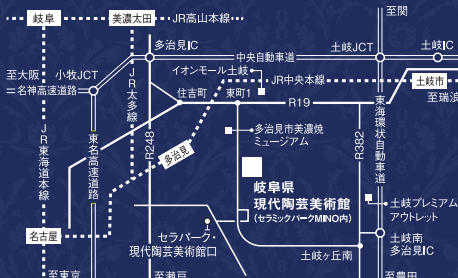 岐阜
美濃太田
JR高山本線
至関
多治見IC
中央自動車道
土岐JCT
土岐IC
イオンモール土岐
至大阪
小牧JCT
名神高速道路
JR太多線
JR中央本線
土岐市
至瑞浪
住吉町
東町1
R19
R248
多治見
多治見市美濃焼
ミュージアム
JR東海道本線
東名高速道路
R382
東海環状自動車道
岐阜県
現代陶芸美術館
(セラミックパークMINO内)
土岐プレミアム
アウトレット
名古屋
セラパーク・
現代陶芸美術館口
土岐ヶ丘南
土岐南
多治見IC
至東京
至瀬戸
至豊田